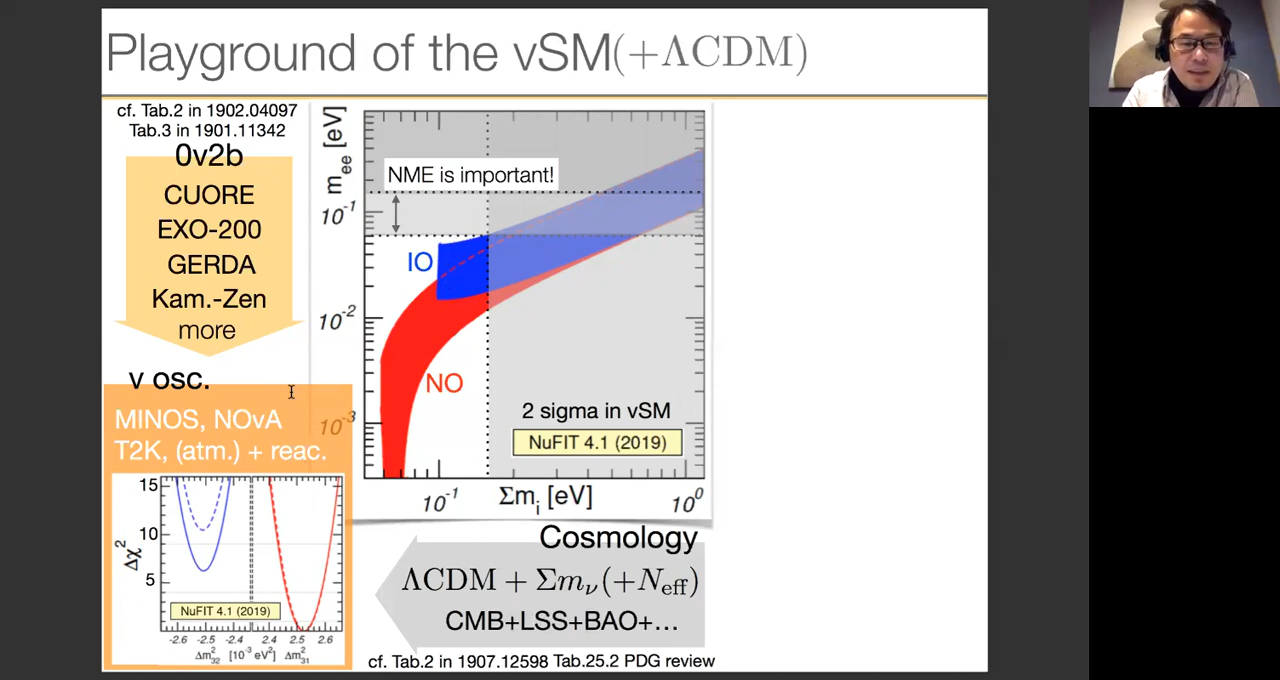 Playground of the νSM(+ΛCDM)
cf. Tab.2 in 1902.04097
Tab.3 in 1901.11342
0v2b
CUORE
EXO-200
GERDA
Kam.-Zen
more
ν osc.
MINOS, NOνA
T2K, (atm.) + reac.
15
10
5
Δχ²
NuFIT 4.1 (2019)
-2.6 -2.5 -2.4 2.4 2.5 2.6
Δm²₃₂ [10⁻³ eV²] Δm²₃₁
m_ee [eV]
NME is important!
10⁻¹
IO
10⁻²
NO
10⁻³
2 sigma in νSM
NuFIT 4.1 (2019)
10⁻¹ Σm_i [eV] 10⁰
Cosmology
ΛCDM + Σm_ν(+N_eff)
CMB+LSS+BAO+...
cf. Tab.2 in 1907.12598 Tab.25.2 PDG review